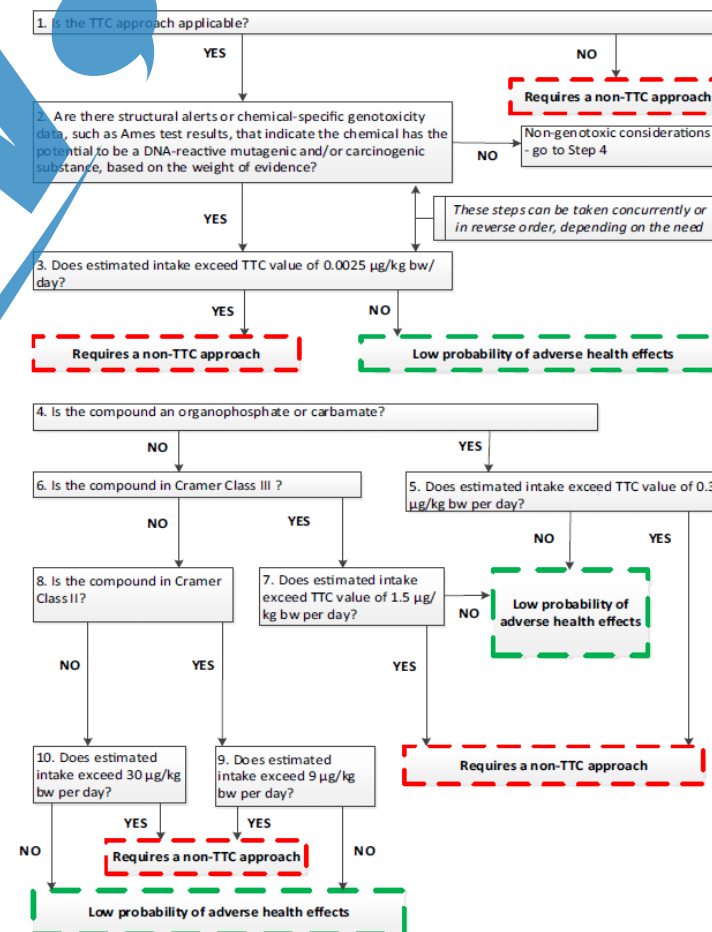 1. Is the TTC approach applicable?
YES
NO
Requires a non-TTC approach
2. Are there structural alerts or chemical-specific genotoxicity
data, such as Ames test results, that indicate the chemical has the
potential to be a DNA-reactive mutagenic and/or carcinogenic
substance, based on the weight of evidence?
NO
Non-genotoxic considerations
- go to Step 4
YES
These steps can be taken concurrently or
in reverse order, depending on the need
3. Does estimated intake exceed TTC value of 0.0025 µg/kg bw/
day?
YES
NO
Requires a non-TTC approach
Low probability of adverse health effects
4. Is the compound an organophosphate or carbamate?
NO
YES
6. Is the compound in Cramer Class III ?
5. Does estimated intake exceed TTC value of 0.3
µg/kg bw per day?
NO
YES
NO
YES
8. Is the compound in Cramer
Class II?
7. Does estimated intake
exceed TTC value of 1.5 µg/
kg bw per day?
NO
Low probability of
adverse health effects
NO
YES
YES
10. Does estimated
intake exceed 30 µg/kg
bw per day?
9. Does estimated
intake exceed 9 µg/kg
bw per day?
Requires a non-TTC approach
YES
YES
NO
NO
Requires a non-TTC approach
Low probability of adverse health effects